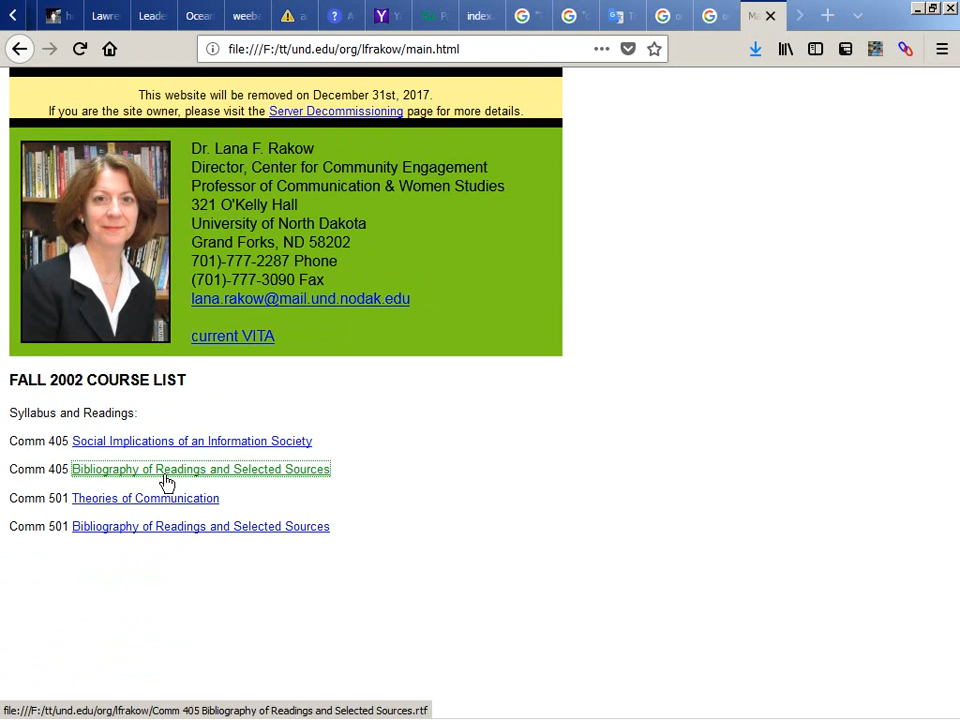 Lawre
Leade
Ocean
weeb
index.
Ma
file:///F:/tt/und.edu/org/lfrakow/main.html
This website will be removed on December 31st, 2017.
If you are the site owner, please visit the Server Decommissioning page for more details.
Dr. Lana F. Rakow
Director, Center for Community Engagement
Professor of Communication & Women Studies
321 O'Kelly Hall
University of North Dakota
Grand Forks, ND 58202
701)-777-2287 Phone
(701)-777-3090 Fax
lana.rakow@mail.und.nodak.edu
current VITA
FALL 2002 COURSE LIST
Syllabus and Readings:
Comm 405 Social Implications of an Information Society
Comm 405 Bibliography of Readings and Selected Sources
Comm 501 Theories of Communication
Comm 501 Bibliography of Readings and Selected Sources
file:///F:/tt/und.edu/org/lfrakow/Comm 405 Bibliography of Readings and Selected Sources.rtf